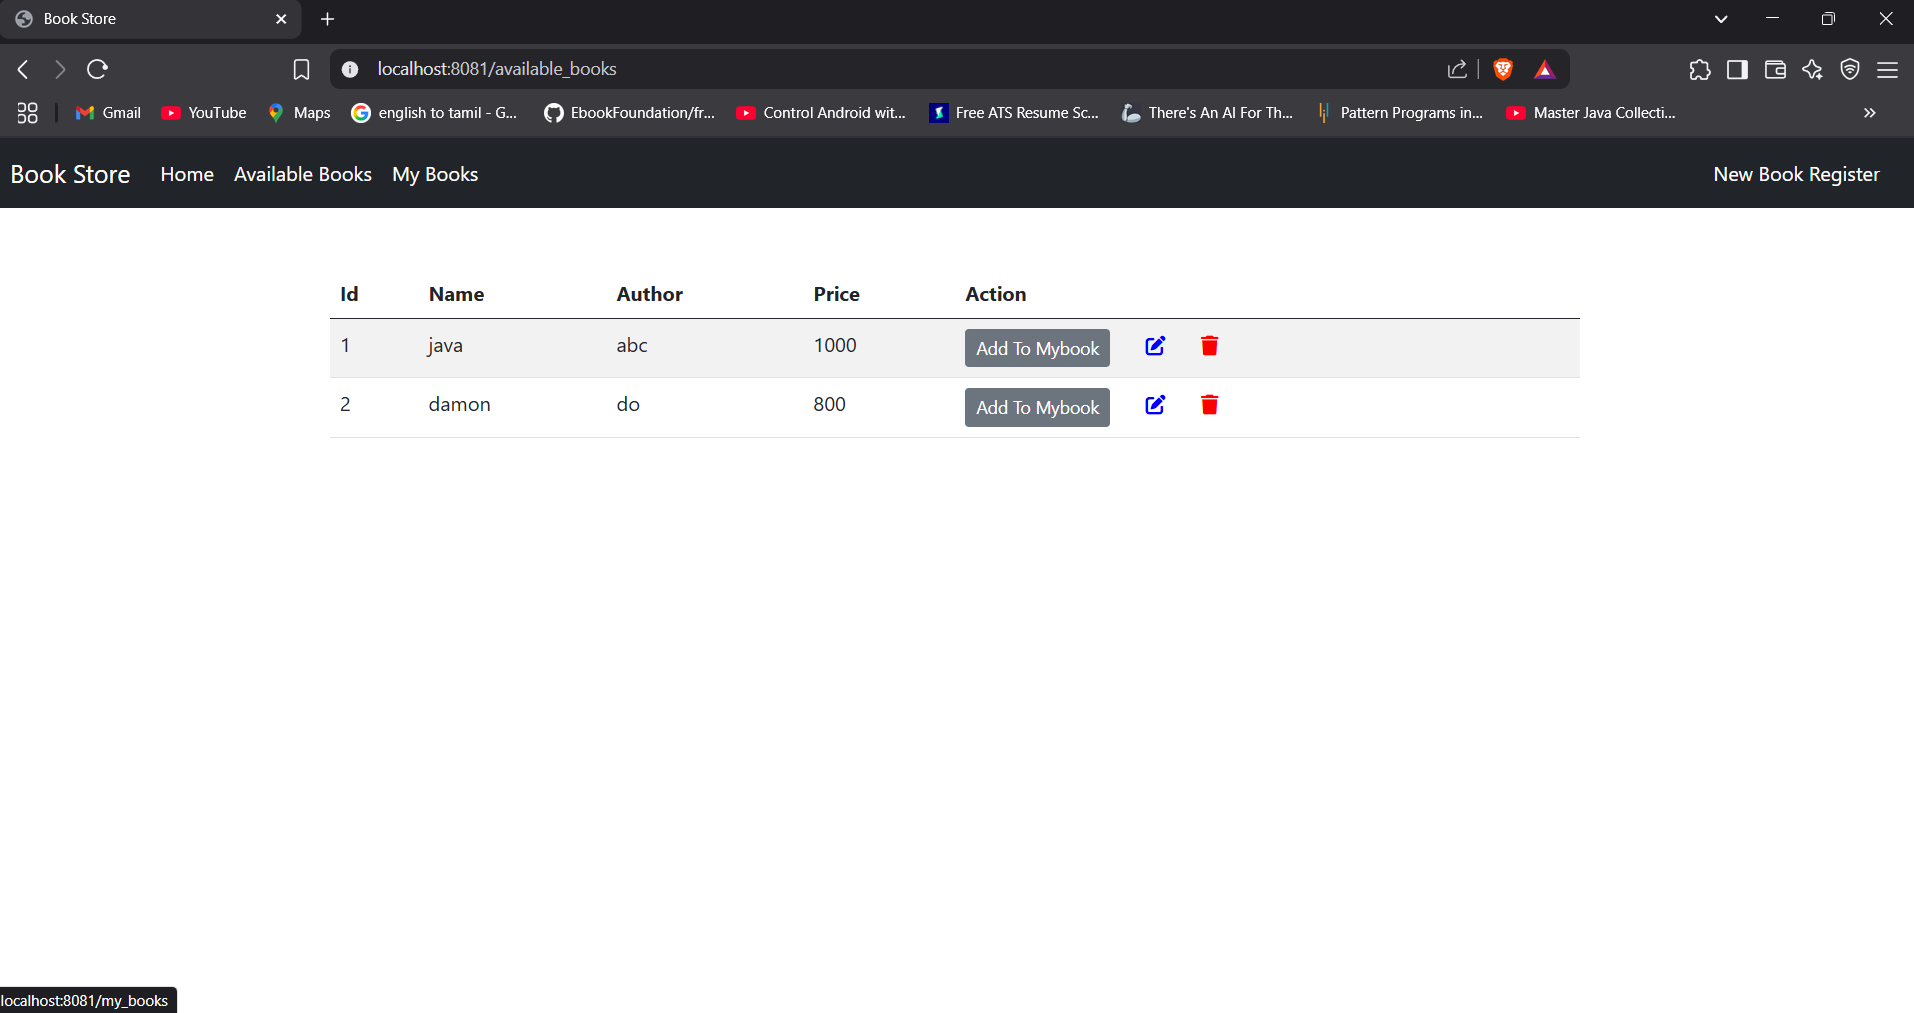 Book Store
localhost:8081/available_books
Gmail YouTube Maps english to tamil - G... EbookFoundation/fr... Control Android wit... Free ATS Resume Sc... There's An AI For Th... Pattern Programs in... Master Java Collecti...
Book Store Home Available Books My Books New Book Register
Id Name Author Price Action
1 java abc 1000 Add To Mybook
2 damon do 800 Add To Mybook
localhost:8081/my_books